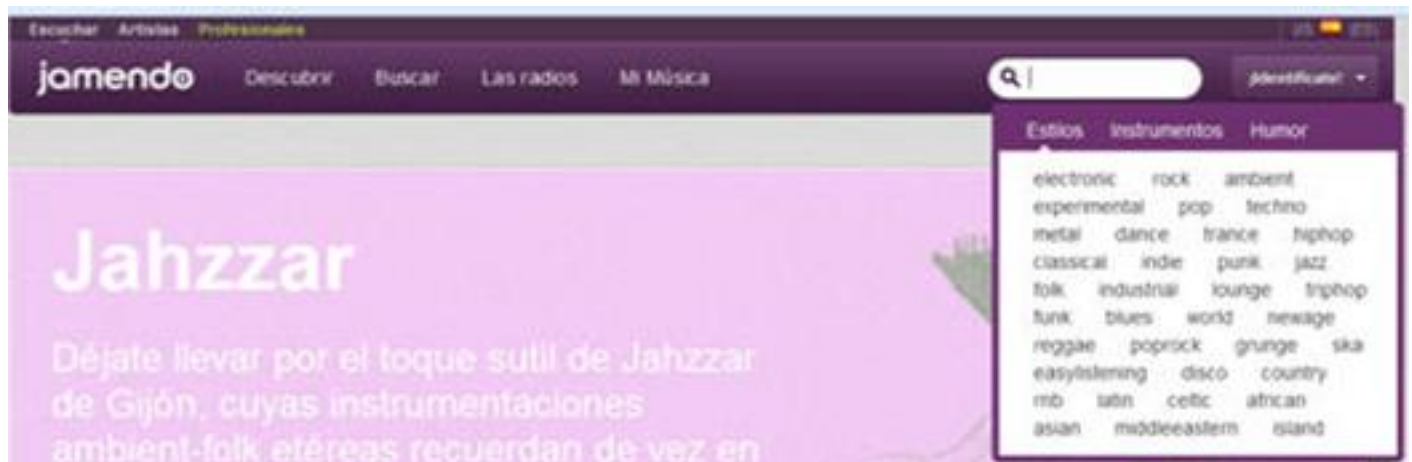 Escuchar Artistas Profesionales
jamendo Descubrir Buscar Las radios Mi Música ¡Identifícate!
Estilos Instrumentos Humor
electronic rock ambient
experimental pop techno
metal dance trance hiphop
classical indie punk jazz
folk industrial lounge triphop
funk blues world newage
reggae poprock grunge ska
easylistening disco country
rnb latin celtic african
asian middleeastern island
Jahzzar
Déjate llevar por el toque sutil de Jahzzar
de Gijón, cuyas instrumentaciones
ambient-folk etéreas recuerdan de vez en